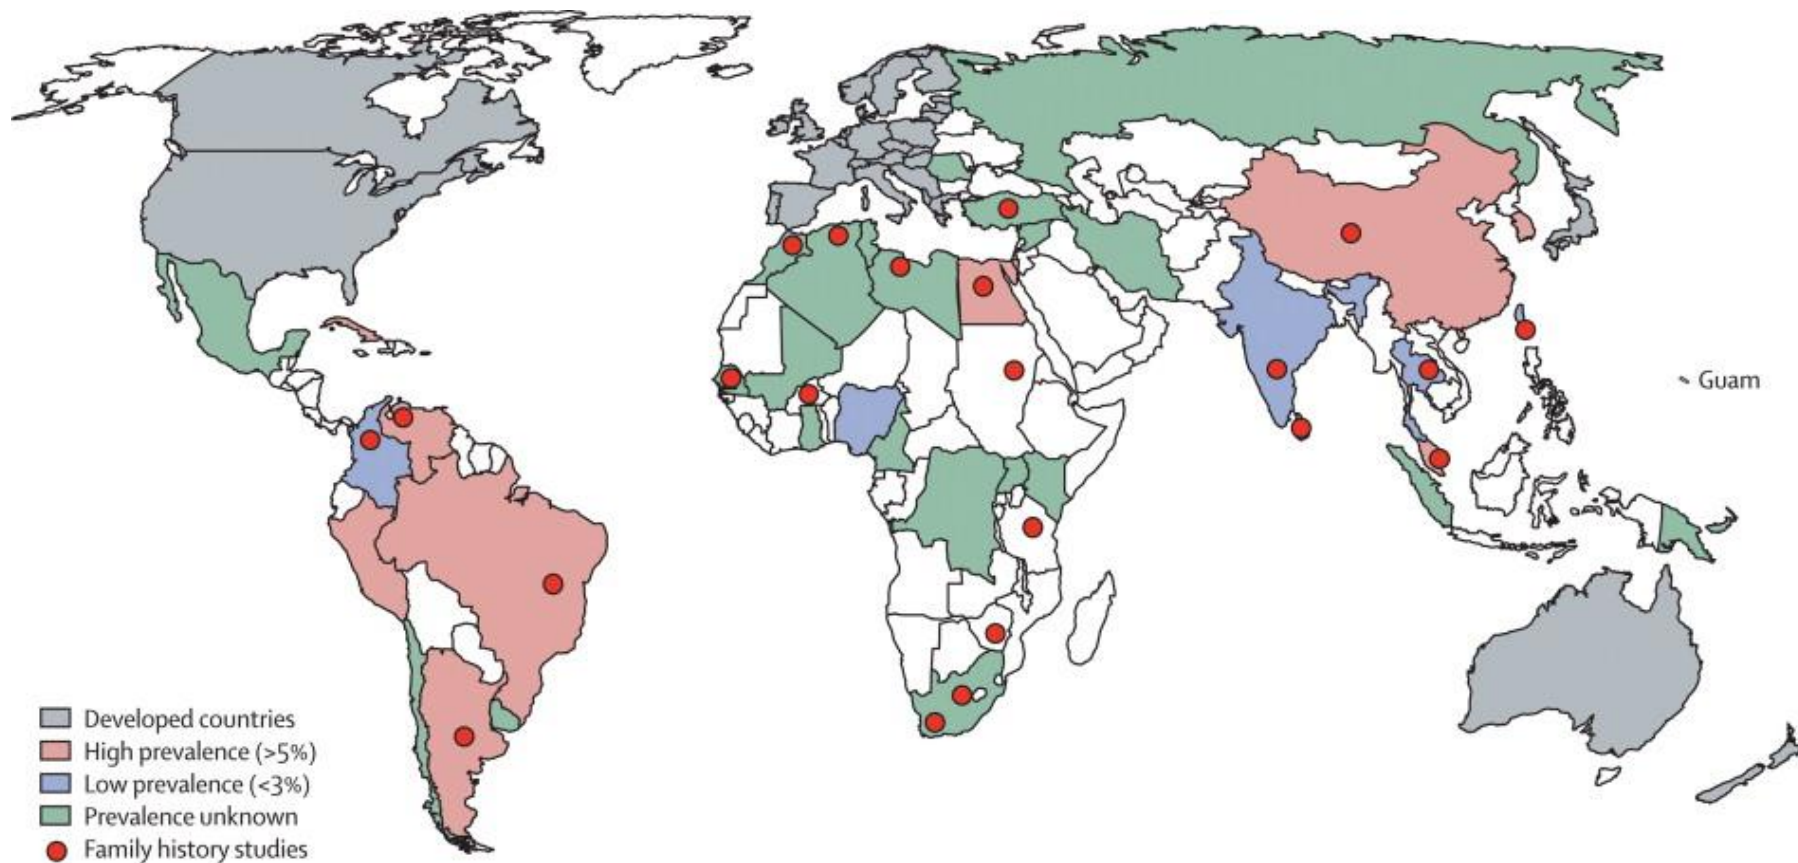 Guam
Developed countries
High prevalence (>5%)
Low prevalence (<3%)
Prevalence unknown
Family history studies